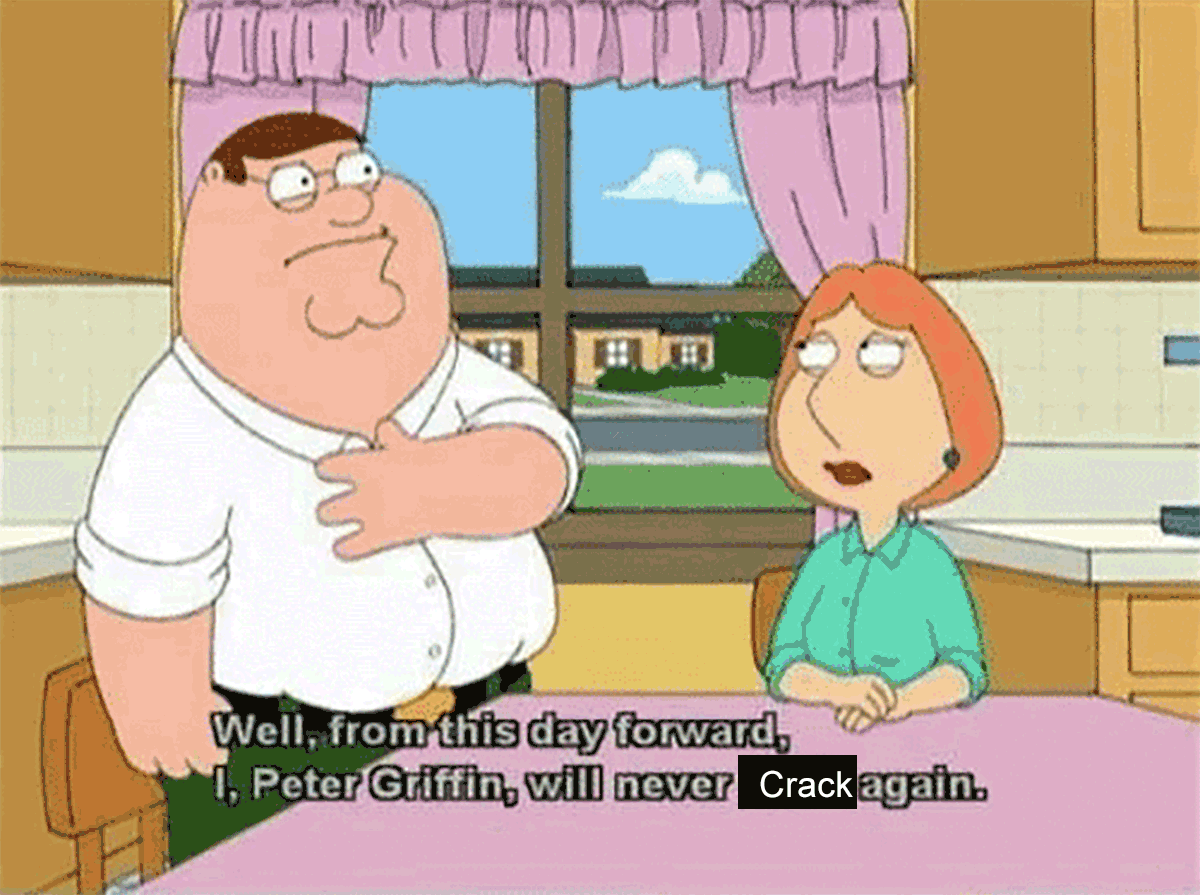 Well, from this day forward,
I, Peter Griffin, will never Crack again.